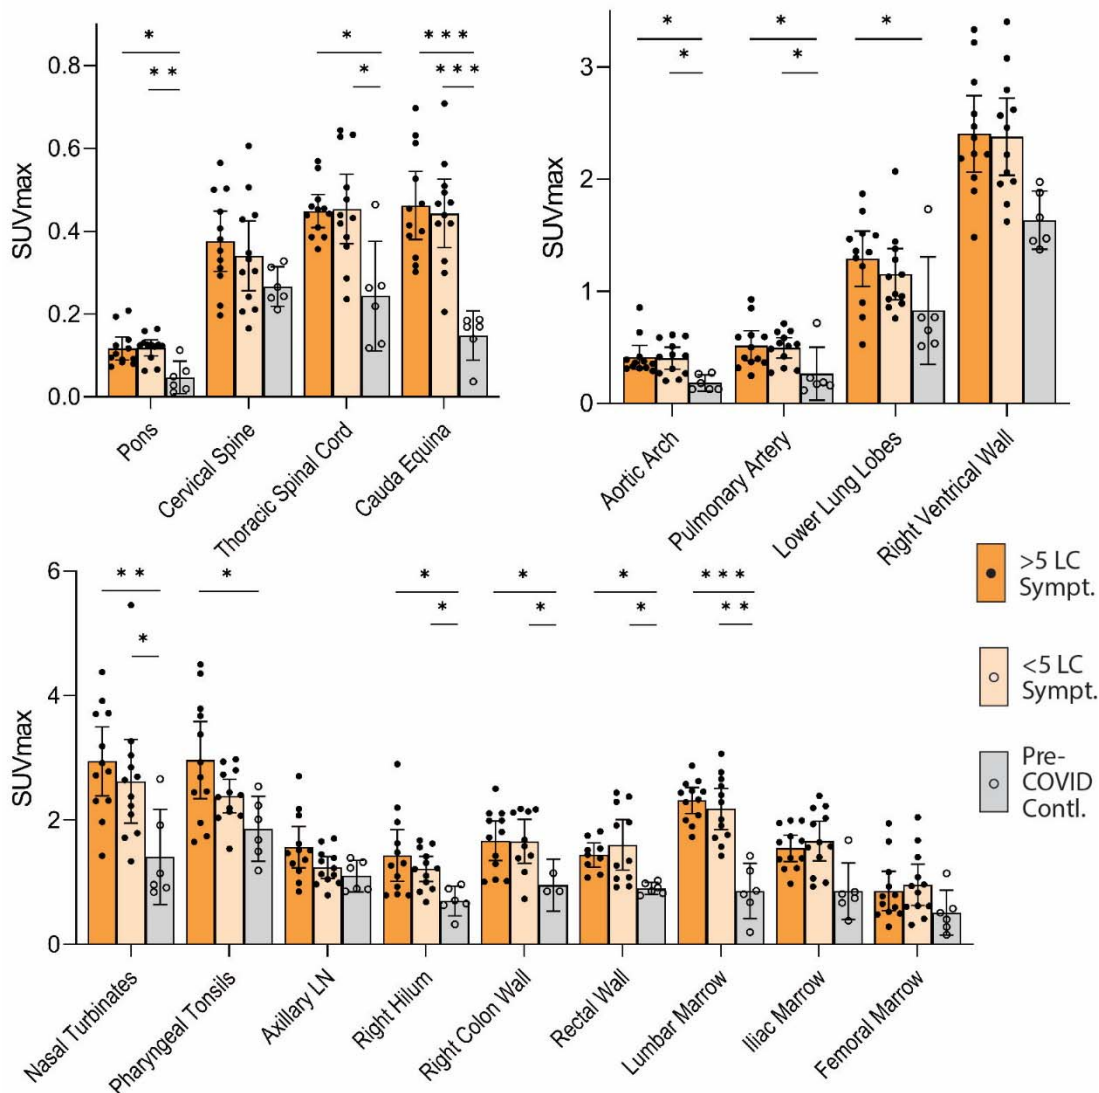 SUVmax
0.8
0.6
0.4
0.2
0.0
*
* *
*
*
* * *
* * *
Pons
Cervical Spine
Thoracic Spinal Cord
Cauda Equina
SUVmax
3
2
1
0
*
*
*
*
*
Aortic Arch
Pulmonary Artery
Lower Lung Lobes
Right Ventrical Wall
SUVmax
6
4
2
0
* *
*
*
*
*
*
*
*
*
* * *
* *
Nasal Turbinates
Pharyngeal Tonsils
Axillary LN
Right Hilum
Right Colon Wall
Rectal Wall
Lumbar Marrow
Iliac Marrow
Femoral Marrow
>5 LC
Sympt.
<5 LC
Sympt.
Pre-
COVID
Contl.